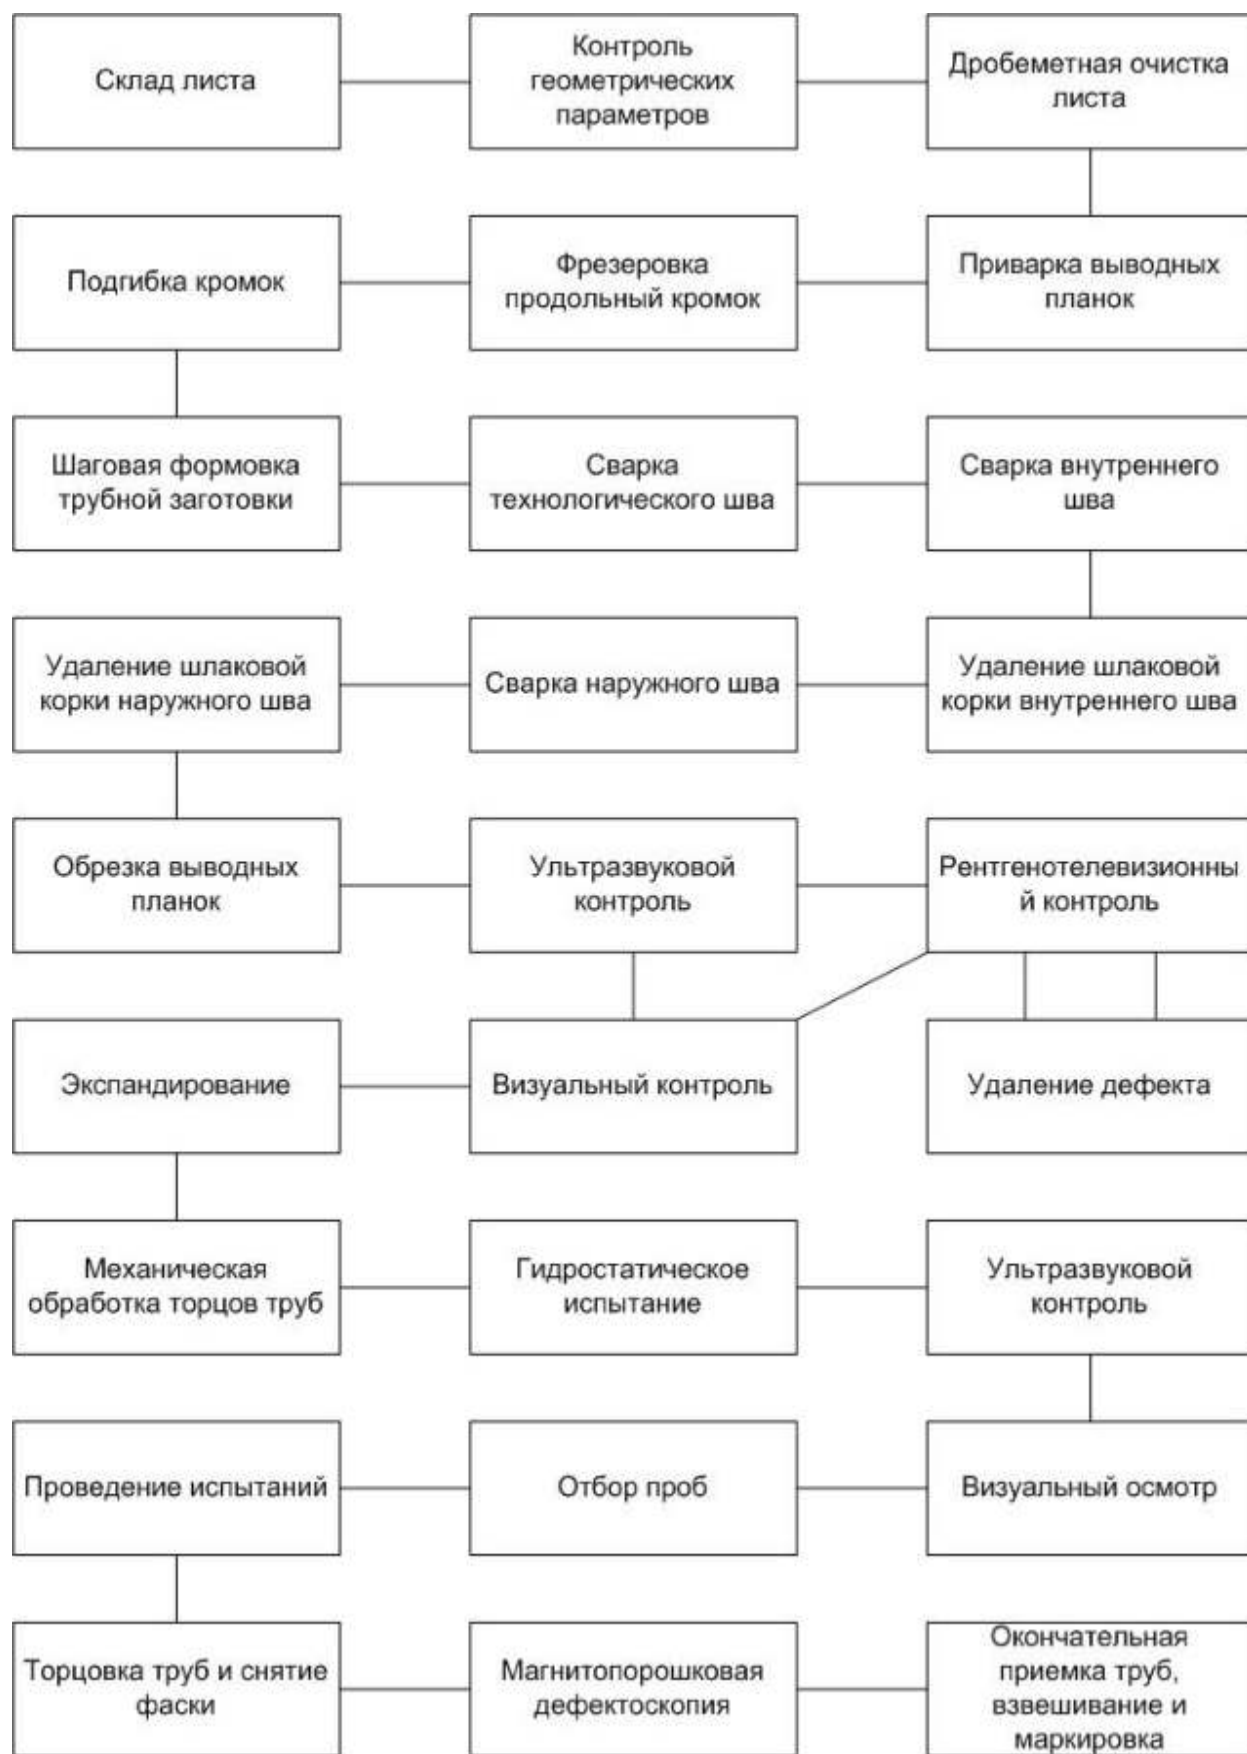 Склад листа
Контроль
геометрических
параметров
Дробеметная очистка
листа
Подгибка кромок
Фрезеровка
продольный кромок
Приварка выводных
планок
Шаговая формовка
трубной заготовки
Сварка
технологического шва
Сварка внутреннего
шва
Удаление шлаковой
корки наружного шва
Сварка наружного шва
Удаление шлаковой
корки внутреннего шва
Обрезка выводных
планок
Ультразвуковой
контроль
Рентгенотелевизионны
й контроль
Экспандирование
Визуальный контроль
Удаление дефекта
Механическая
обработка торцов труб
Гидростатическое
испытание
Ультразвуковой
контроль
Проведение испытаний
Отбор проб
Визуальный осмотр
Торцовка труб и снятие
фаски
Магнитопорошковая
дефектоскопия
Окончательная
приемка труб,
взвешивание и
маркировка